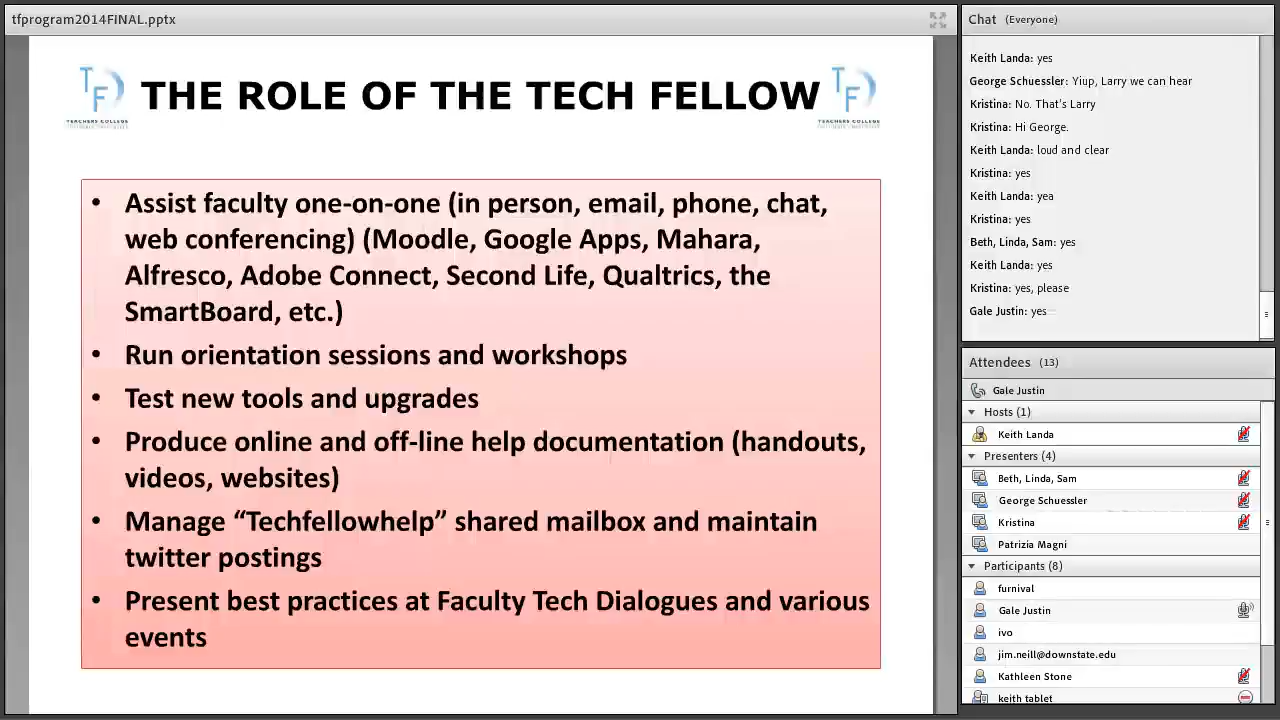 tfprogram2014FINAL.pptx
TF
TEACHERS COLLEGE
THE ROLE OF THE TECH FELLOW
TF
TEACHERS COLLEGE
• Assist faculty one-on-one (in person, email, phone, chat,
web conferencing) (Moodle, Google Apps, Mahara,
Alfresco, Adobe Connect, Second Life, Qualtrics, the
SmartBoard, etc.)
• Run orientation sessions and workshops
• Test new tools and upgrades
• Produce online and off-line help documentation (handouts,
videos, websites)
• Manage “Techfellowhelp” shared mailbox and maintain
twitter postings
• Present best practices at Faculty Tech Dialogues and various
events
Chat (Everyone)
Keith Landa: yes
George Schuessler: Yiup, Larry we can hear
Kristina: No. That's Larry
Kristina: Hi George.
Keith Landa: loud and clear
Kristina: yes
Keith Landa: yea
Kristina: yes
Beth, Linda, Sam: yes
Keith Landa: yes
Kristina: yes, please
Gale Justin: yes
Attendees (13)
Gale Justin
Hosts (1)
Keith Landa
Presenters (4)
Beth, Linda, Sam
George Schuessler
Kristina
Patrizia Magni
Participants (8)
furnival
Gale Justin
ivo
jim.neill@downstate.edu
Kathleen Stone
keith tablet